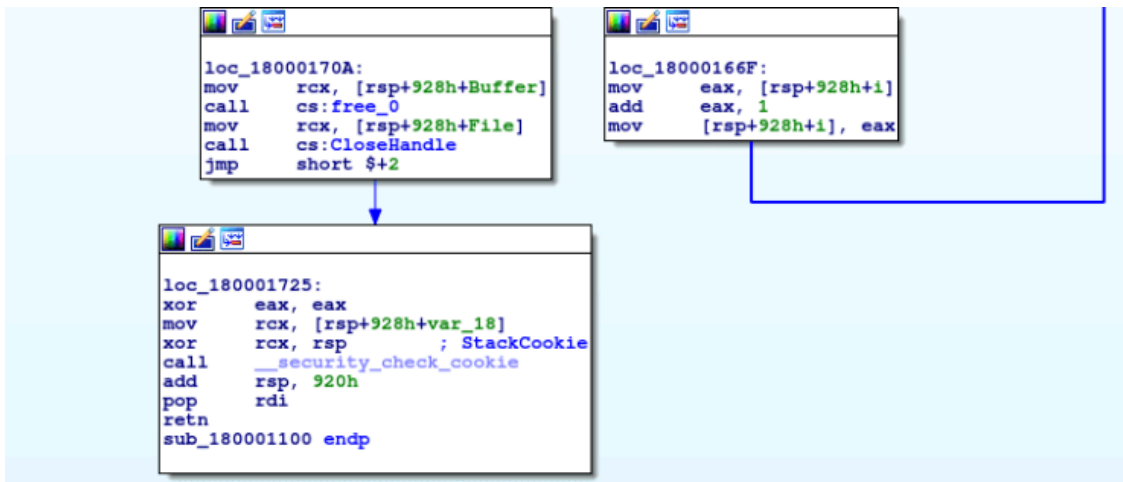 loc_18000170A:
mov rcx, [rsp+928h+Buffer]
call cs:free_0
mov rcx, [rsp+928h+File]
call cs:CloseHandle
jmp short $+2
loc_18000166F:
mov eax, [rsp+928h+i]
add eax, 1
mov [rsp+928h+i], eax
loc_180001725:
xor eax, eax
mov rcx, [rsp+928h+var_18]
xor rcx, rsp ; StackCookie
call __security_check_cookie
add rsp, 920h
pop rdi
retn
sub_180001100 endp